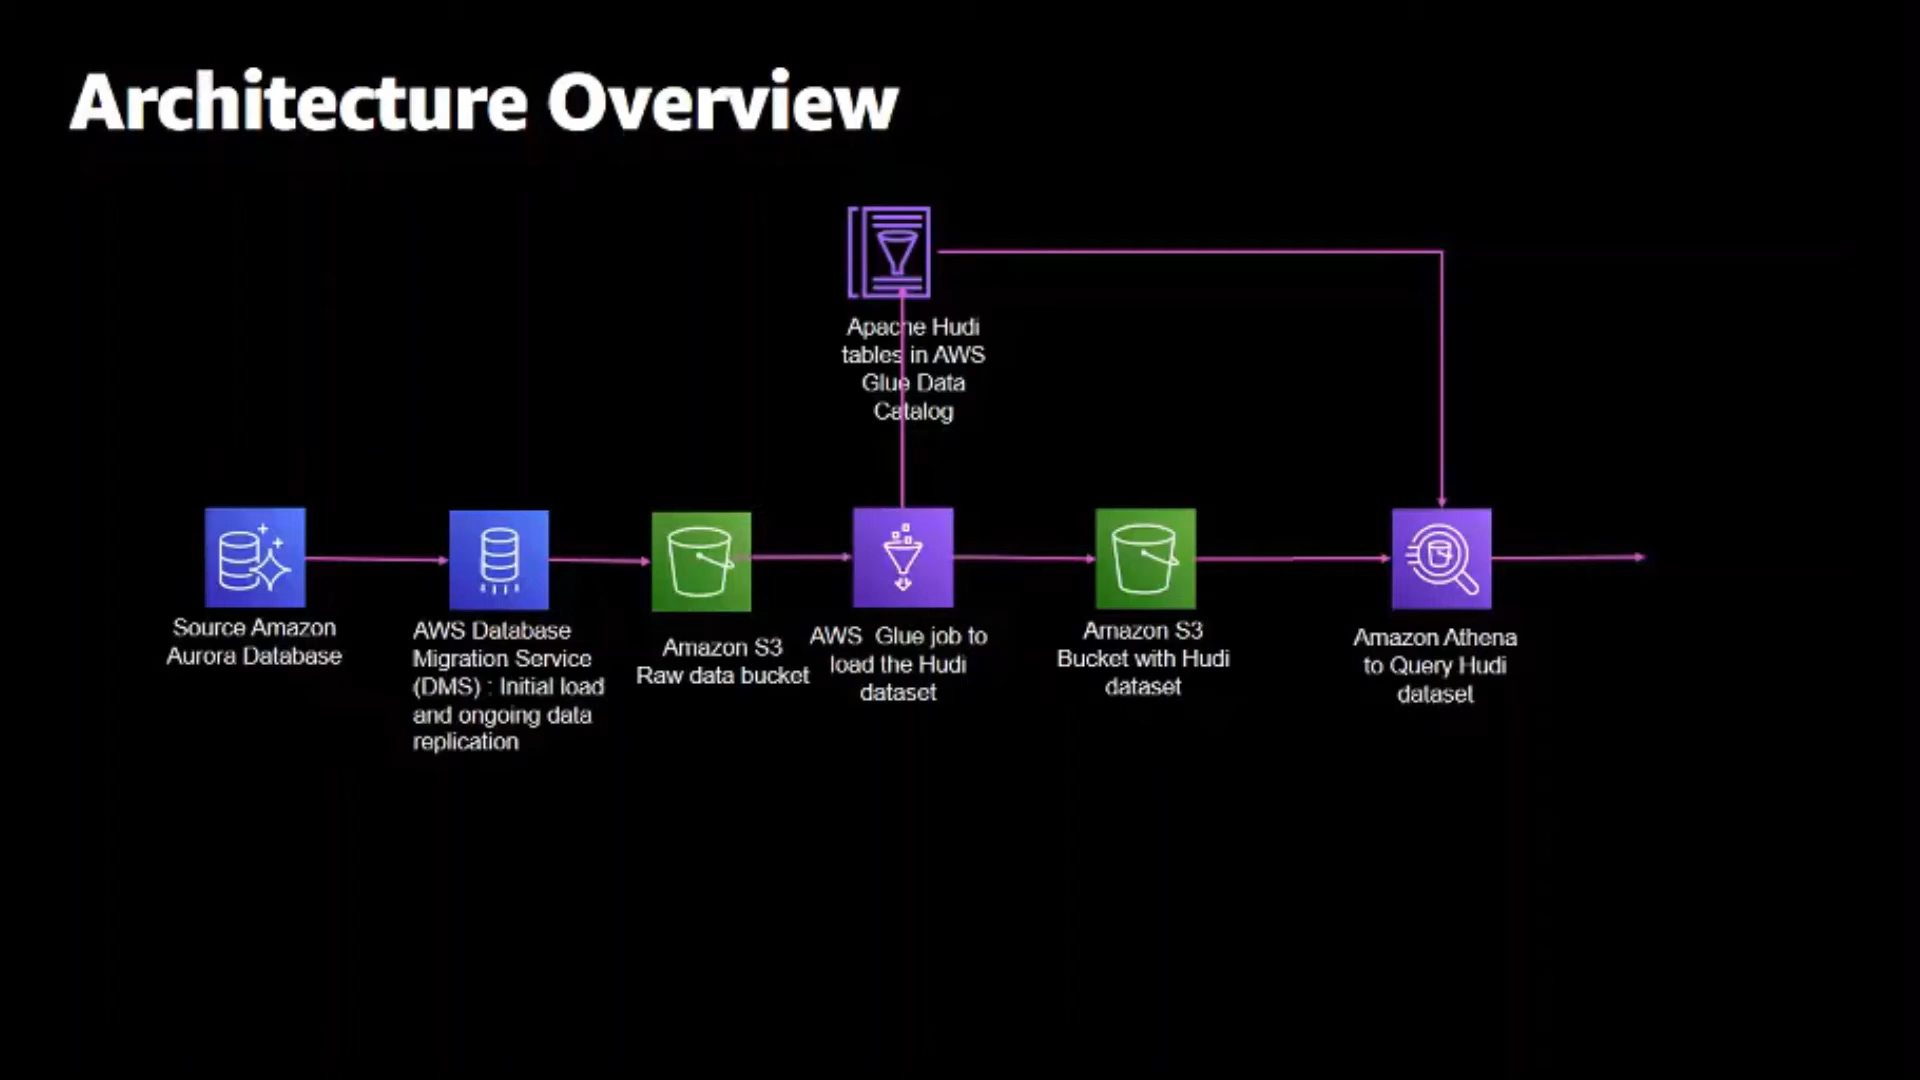 Architecture Overview
Apache Hudi
tables in AWS
Glue Data
Catalog
Source Amazon
Aurora Database
AWS Database
Migration Service
(DMS) : Initial load
and ongoing data
replication
Amazon S3
Raw data bucket
AWS  Glue job to
load the Hudi
dataset
Amazon S3
Bucket with Hudi
dataset
Amazon Athena
to Query Hudi
dataset